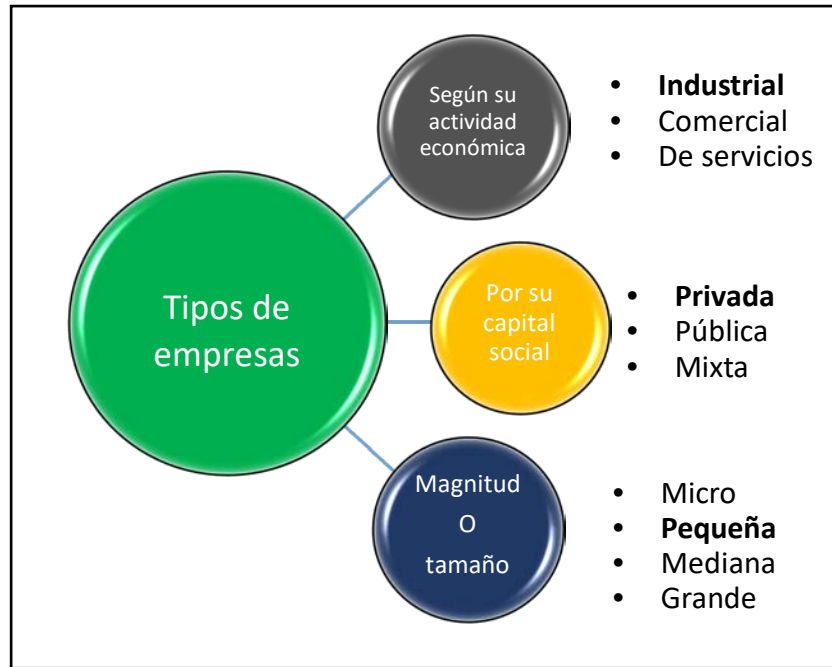 Tipos de
empresas
Según su
actividad
económica
• Industrial
• Comercial
• De servicios
Por su
capital
social
• Privada
• Pública
• Mixta
Magnitud
O
tamaño
• Micro
• Pequeña
• Mediana
• Grande